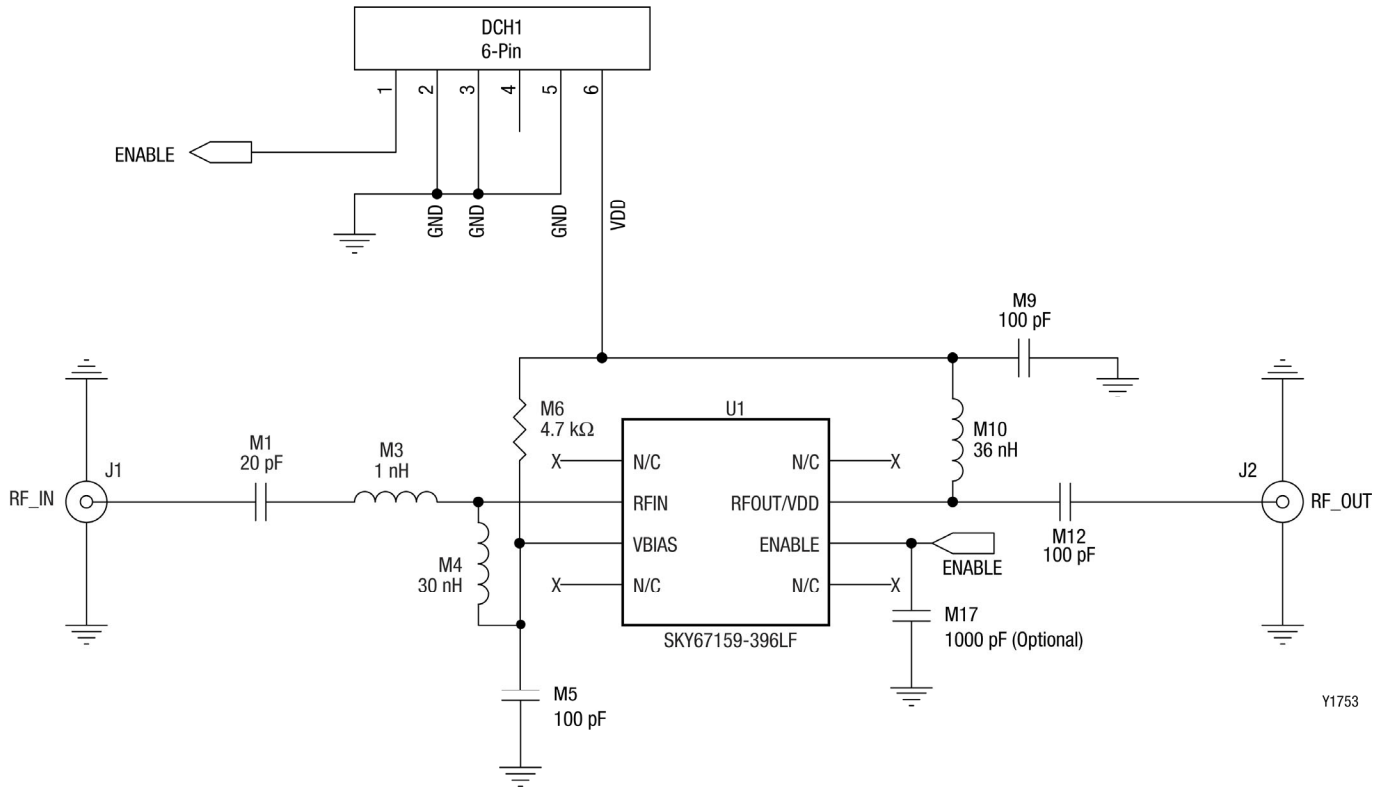 DCH1
6-Pin
1
2
3
4
5
6
ENABLE
GND
GND
GND
VDD
M9
100 pF
M6
4.7 kΩ
U1
M10
36 nH
J1
RF_IN
M1
20 pF
M3
1 nH
M4
30 nH
N/C
RFIN
VBIAS
N/C
N/C
RFOUT/VDD
ENABLE
N/C
SKY67159-396LF
ENABLE
M12
100 pF
J2
RF_OUT
M17
1000 pF (Optional)
M5
100 pF
X
X
X
X
Y1753